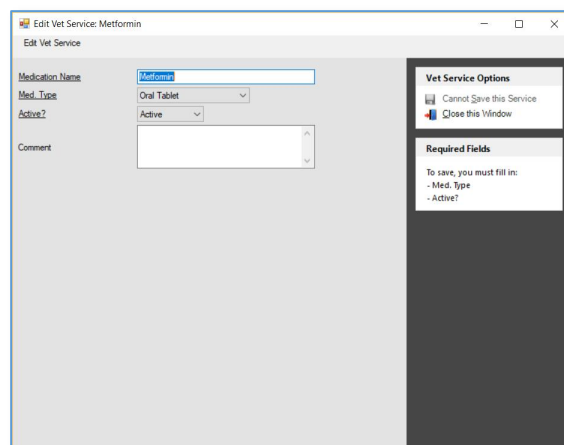 Edit Vet Service: Metformin
Edit Vet Service
Medication Name
Metformin
Med. Type
Oral Tablet
Active?
Active
Comment
Vet Service Options
Cannot Save this Service
Close this Window
Required Fields
To save, you must fill in:
- Med. Type
- Active?